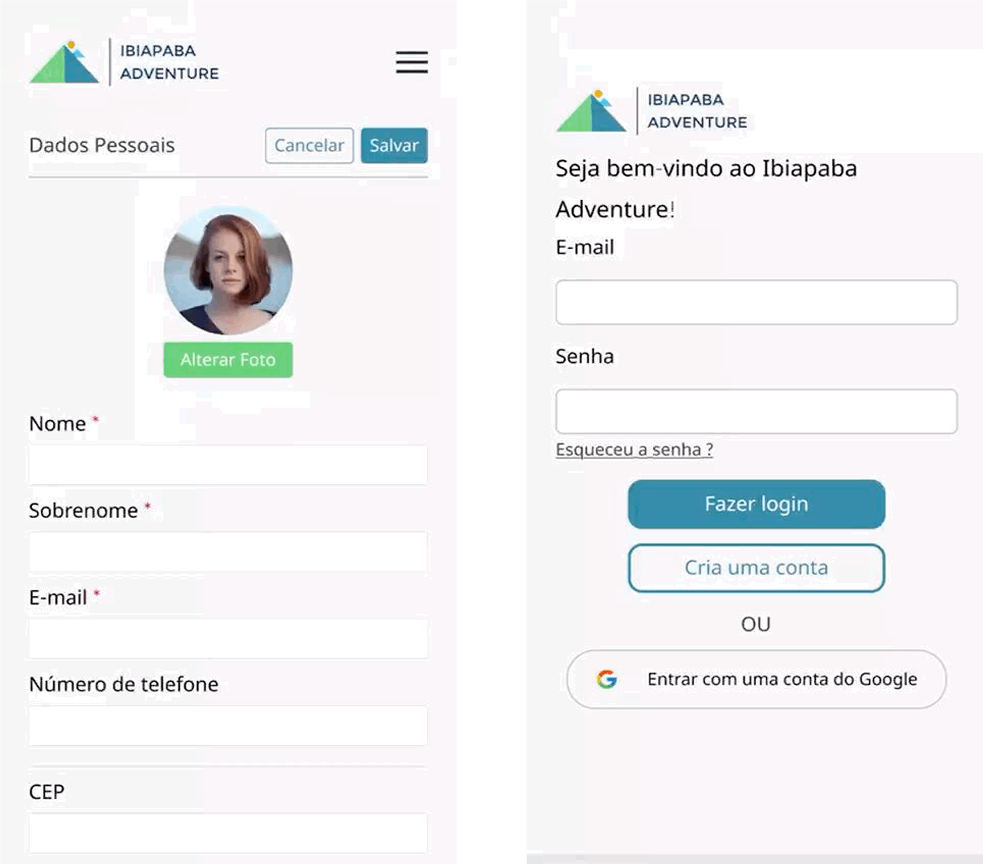 IBIAPABA
ADVENTURE
Dados Pessoais
Cancelar
Salvar
Alterar Foto
Nome *
Sobrenome *
E-mail *
Número de telefone
CEP
IBIAPABA
ADVENTURE
Seja bem-vindo ao Ibiapaba
Adventure!
E-mail
Senha
Esqueceu a senha ?
Fazer login
Cria uma conta
OU
Entrar com uma conta do Google